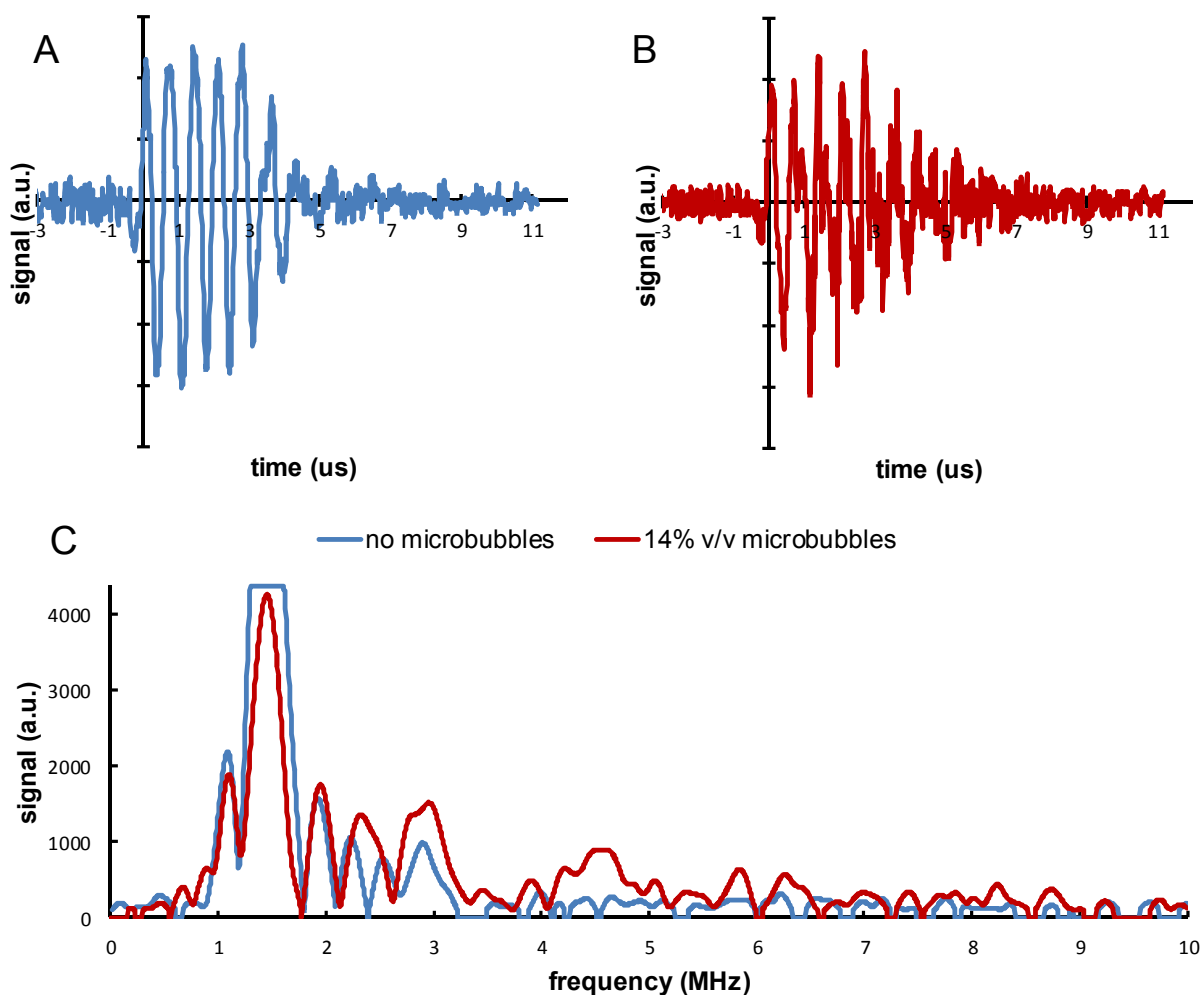 A
signal (a.u.)
-3 -1 1 3 5 7 9 11
time (us)
B
signal (a.u.)
-3 -1 1 3 5 7 9 11
time (us)
C
no microbubbles
14% v/v microbubbles
signal (a.u.)
4000
3000
2000
1000
0
0 1 2 3 4 5 6 7 8 9 10
frequency (MHz)